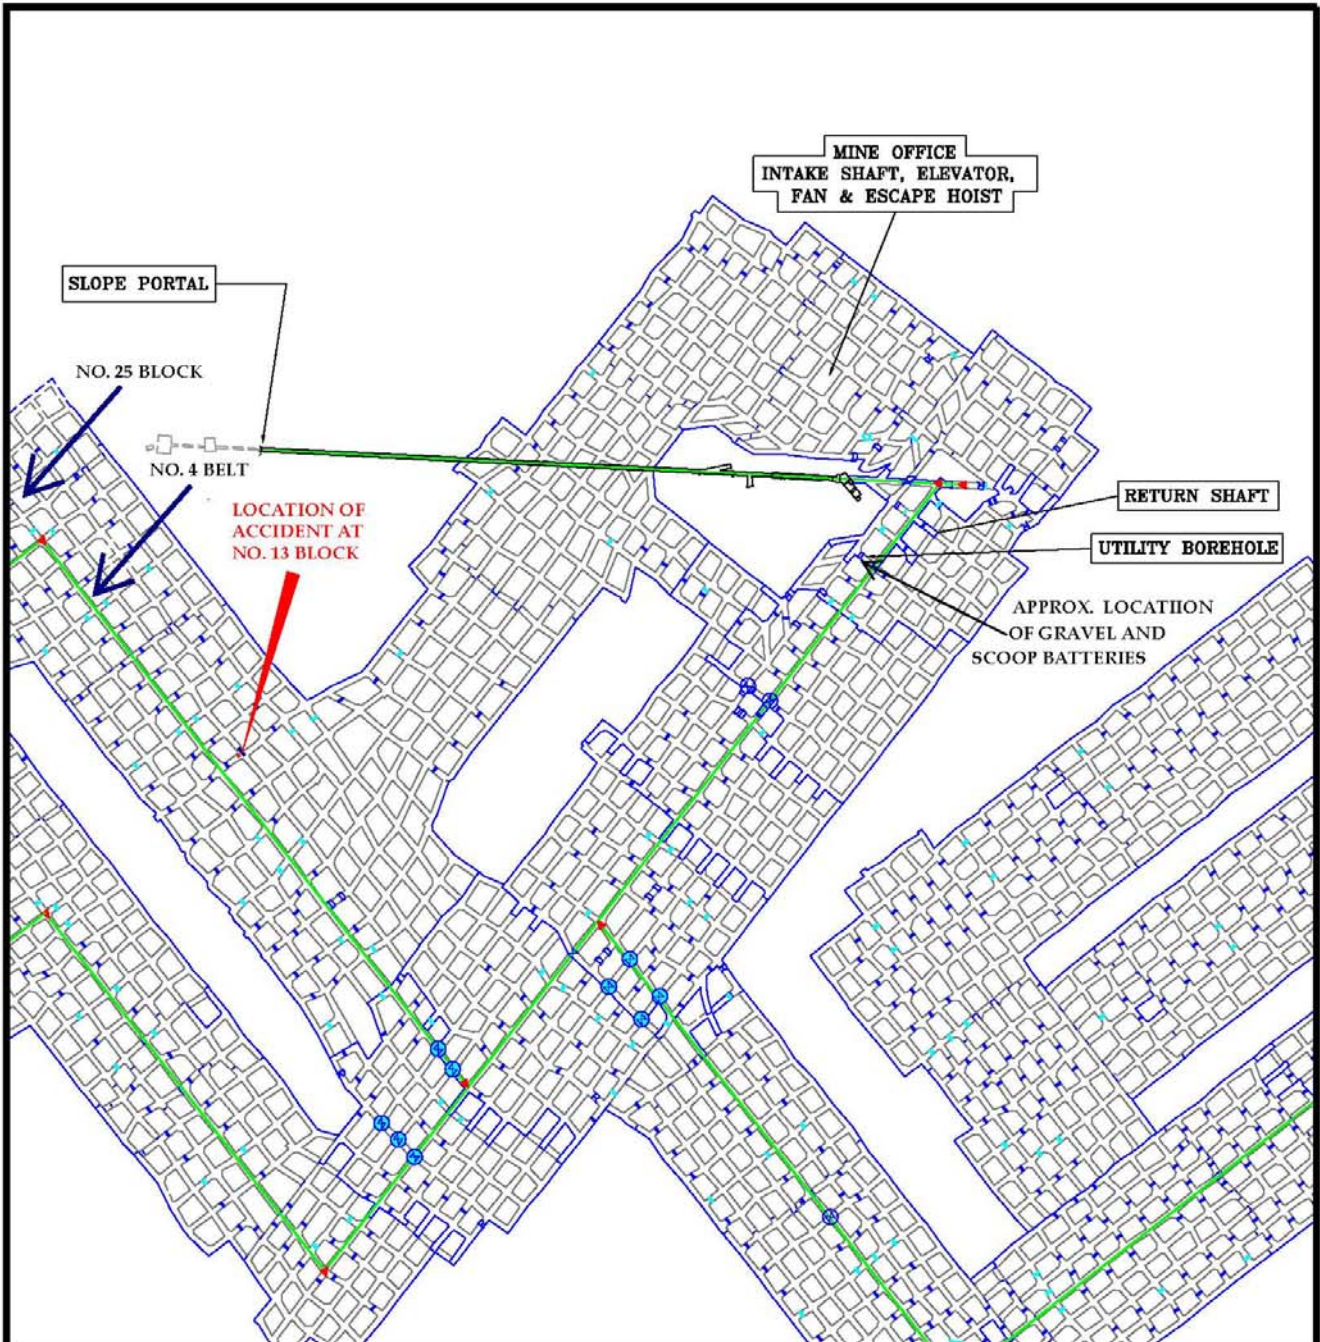 MINE OFFICE
INTAKE SHAFT, ELEVATOR,
FAN & ESCAPE HOIST
SLOPE PORTAL
NO. 25 BLOCK
NO. 4 BELT
LOCATION OF
ACCIDENT AT
NO. 13 BLOCK
RETURN SHAFT
UTILITY BOREHOLE
APPROX. LOCATIION
OF GRAVEL AND
SCOOP BATTERIES